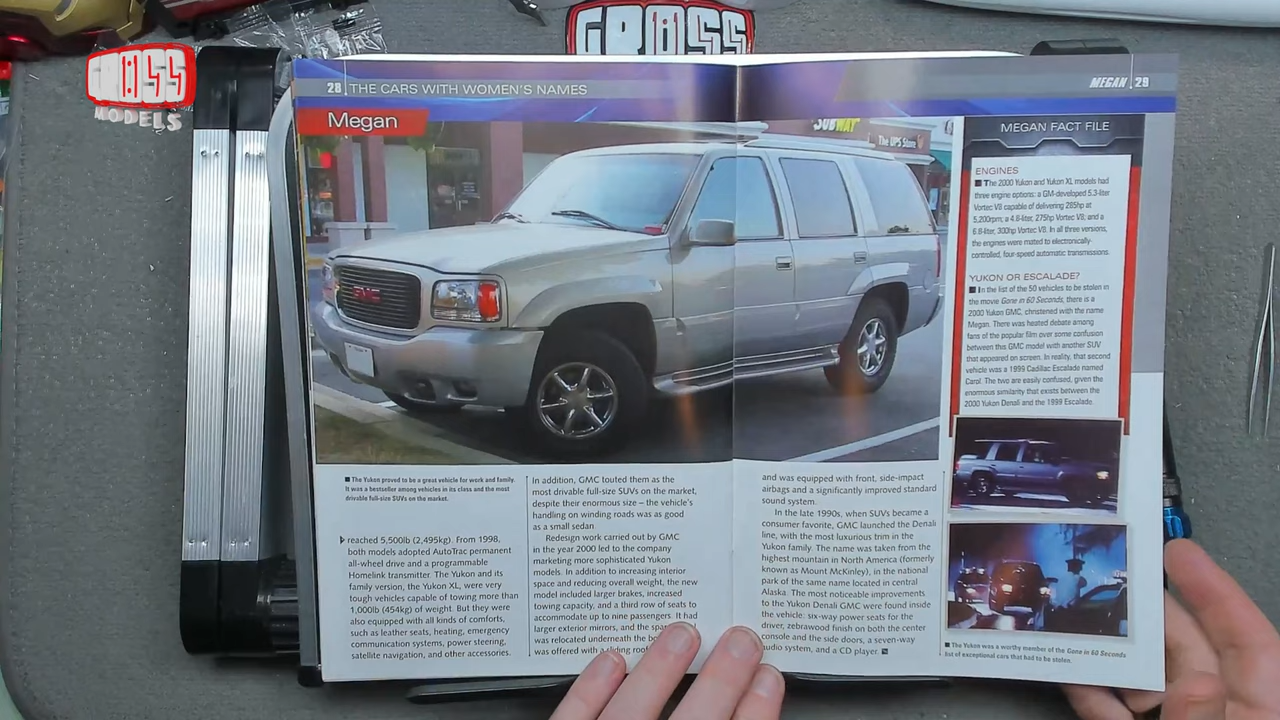 GROSS
GROSS
MODELS
28 THE CARS WITH WOMEN'S NAMES
MEGAN 29
Megan
SUBWAY
The UPS Store
GMC
The Yukon proved to be a great vehicle for work and family.
It was a bestseller among vehicles in its class and the most
drivable full-size SUVs on the market.
reached 5,500lb (2,495kg). From 1998,
both models adopted AutoTrac permanent
all-wheel drive and a programmable
Homelink transmitter. The Yukon and its
family version, the Yukon XL, were very
tough vehicles capable of towing more than
1,000lb (454kg) of weight. But they were
also equipped with all kinds of comforts,
such as leather seats, heating, emergency
communication systems, power steering,
satellite navigation, and other accessories.
In addition, GMC touted them as the
most drivable full-size SUVs on the market,
despite their enormous size – the vehicle's
handling on winding roads was as good
as a small sedan
Redesign work carried out by GMC
in the year 2000 led to the company
marketing more sophisticated Yukon
models. In addition to increasing interior
space and reducing overall weight, the new
model included larger brakes, increased
towing capacity, and a third row of seats to
accommodate up to nine passengers. It had
larger exterior mirrors, and the
was relocated underneath the
was offered with a sliding
and was equipped with front, side-impact
airbags and a significantly improved standard
sound system.
In the late 1990s, when SUVs became a
consumer favorite, GMC launched the Denali
line, with the most luxurious trim in the
Yukon family. The name was taken from the
highest mountain in North America (formerly
known as Mount McKinley), in the national
park of the same name located in central
Alaska. The most noticeable improvements
to the Yukon Denali GMC were found inside
the vehicle: six-way power seats for the
driver, zebrawood finish on both the center
console and the side doors, a seven-way
audio system, and a CD player.
MEGAN FACT FILE
ENGINES
The 2000 Yukon and Yukon XL models had
three engine options: a GM-developed 5.3-liter
Vortec V8 capable of delivering 285hp at
5,200rpm; a 4.8-liter, 275hp Vortec V8; and a
6.0-liter, 300hp Vortec V8. In all three versions,
the engines were mated to electronically-
controlled, four-speed automatic transmissions.
YUKON OR ESCALADE?
In the list of the 50 vehicles to be stolen in
the movie Gone in 60 Seconds, there is a
2000 Yukon GMC, christened with the name
Megan. There was heated debate among
fans of the popular film over some confusion
between this GMC model with another SUV
that appeared on screen. In reality, that second
vehicle was a 1999 Cadillac Escalade named
Carol. The two are easily confused, given the
enormous similarity that exists between the
2000 Yukon Denali and the 1999 Escalade.
The Yukon was a worthy member of the Gone in 60 Seconds
list of exceptional cars that had to be stolen.